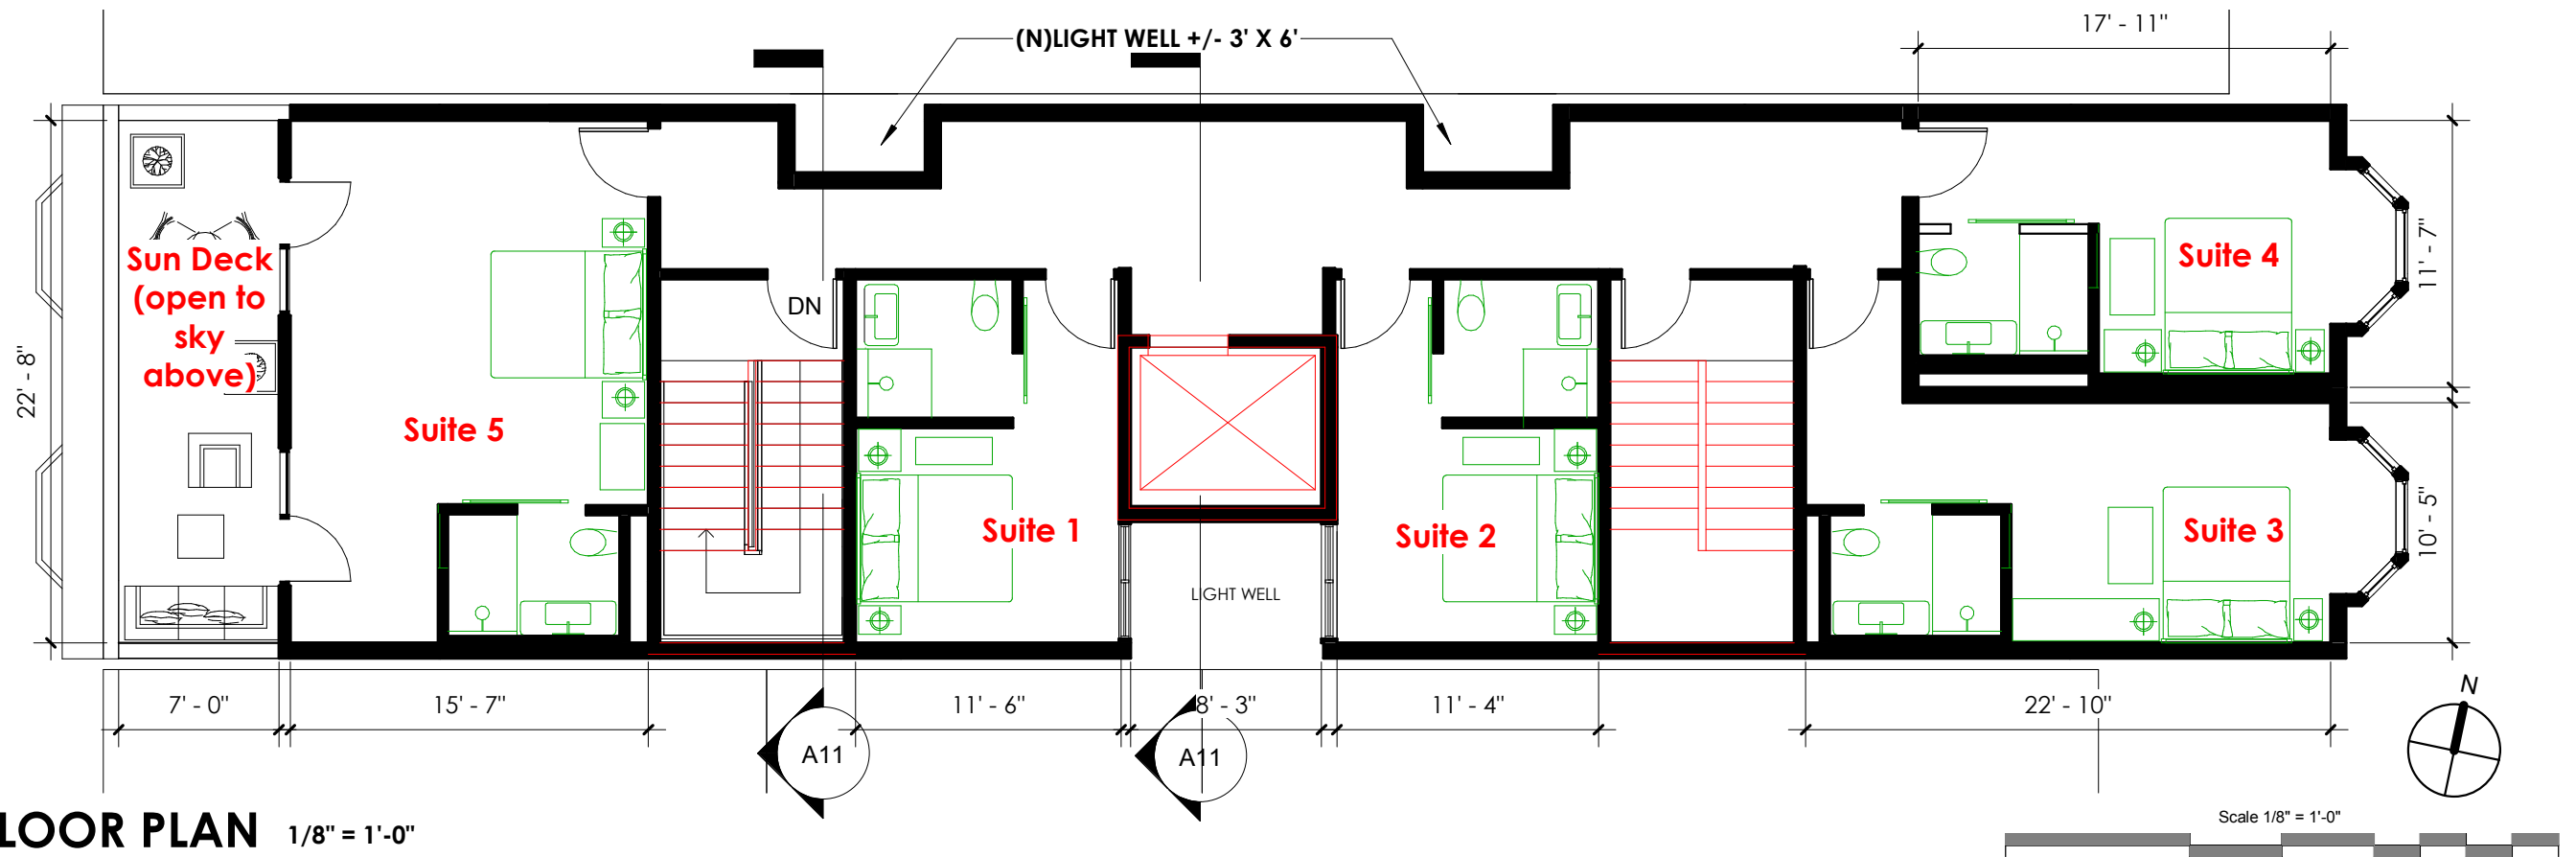 17' - 11"
(N)LIGHT WELL +/- 3' X 6'
Sun Deck
(open to
sky
above)
Suite 5
DN
Suite 1
Suite 2
Suite 4
Suite 3
LIGHT WELL
22' - 8"
11' - 7"
10' - 5"
7' - 0"
15' - 7"
11' - 6"
8' - 3"
11' - 4"
22' - 10"
A11
A11
N
LOOR PLAN 1/8" = 1'-0"
Scale 1/8" = 1'-0"